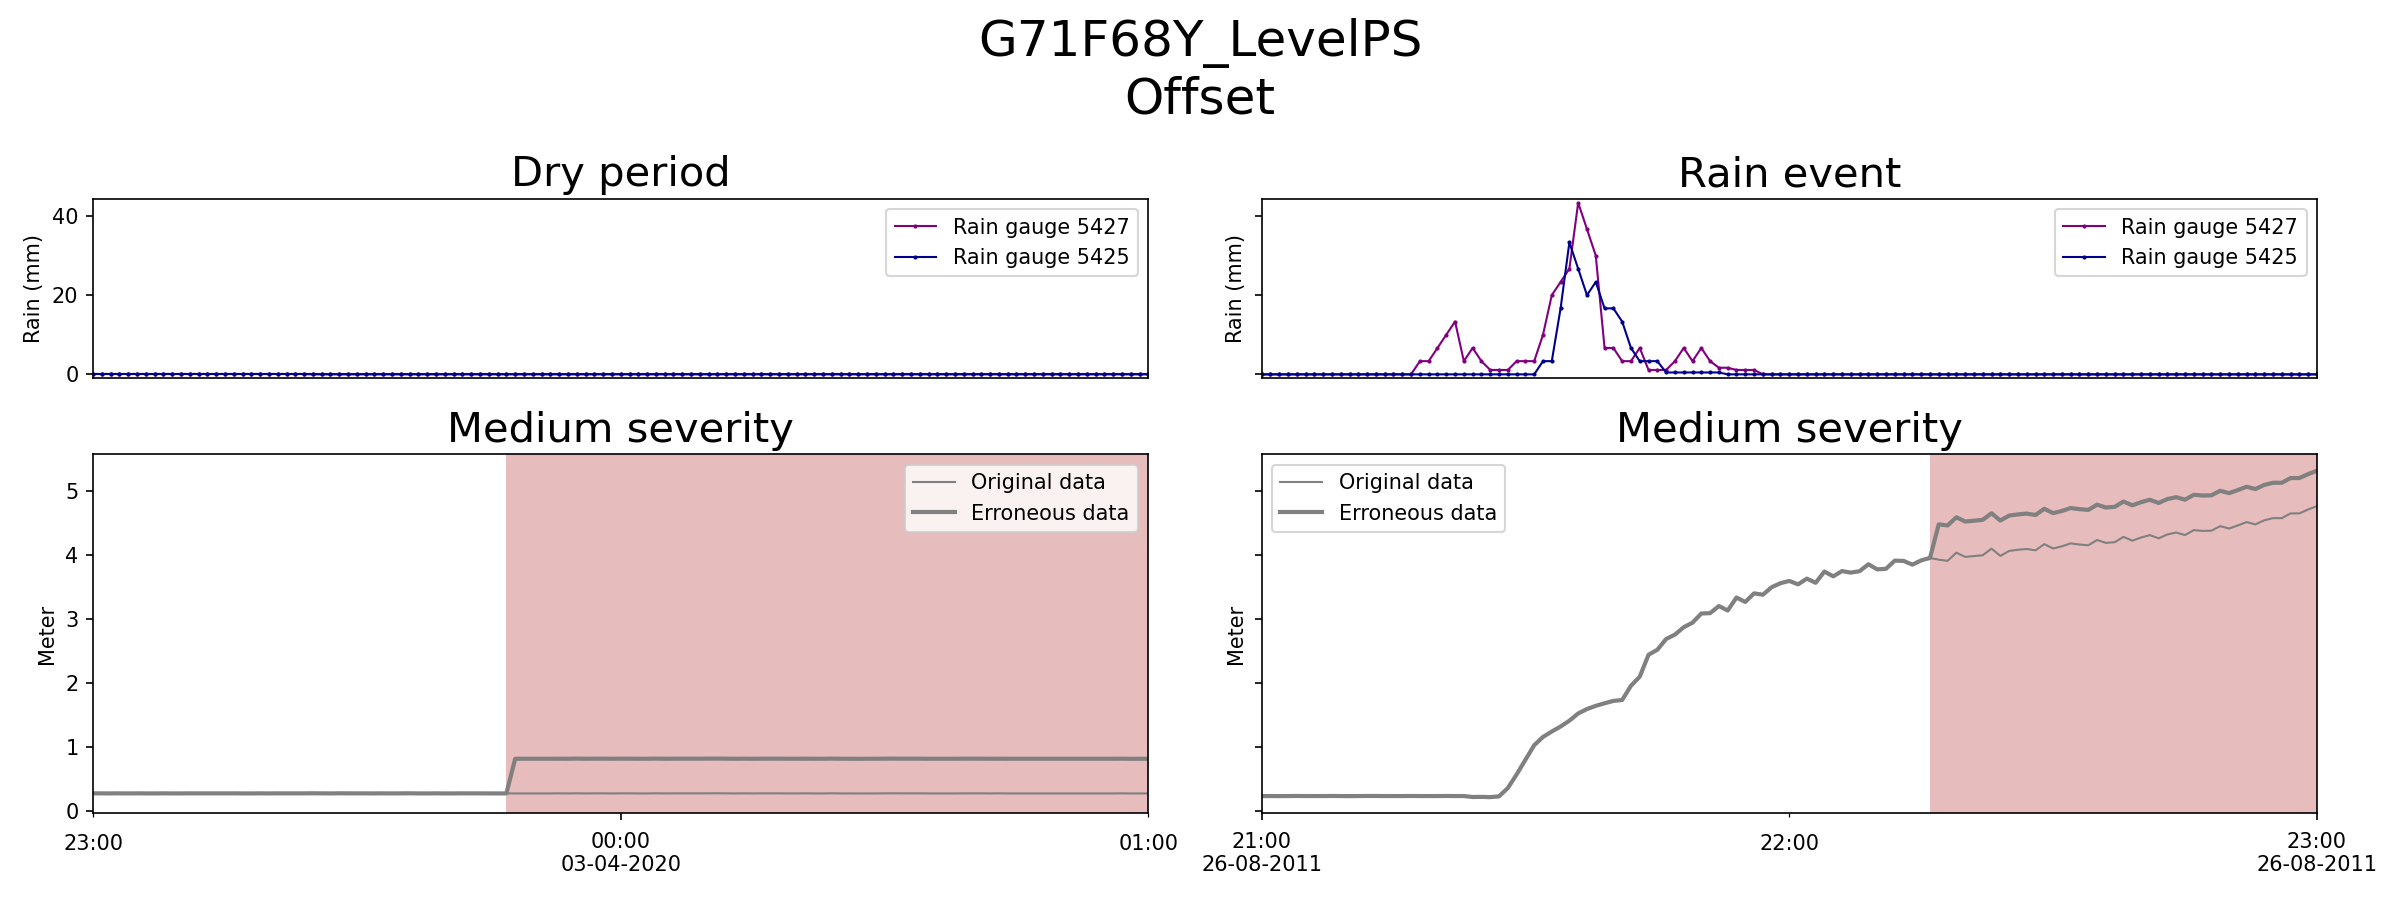 G71F68Y_LevelPS
Offset
Dry period
40
20
0
Rain (mm)
Rain gauge 5427
Rain gauge 5425
Rain event
Rain (mm)
Rain gauge 5427
Rain gauge 5425
Medium severity
5
4
3
2
1
0
Meter
Original data
Erroneous data
23:00
00:00
03-04-2020
01:00
Medium severity
Meter
Original data
Erroneous data
21:00
26-08-2011
22:00
23:00
26-08-2011